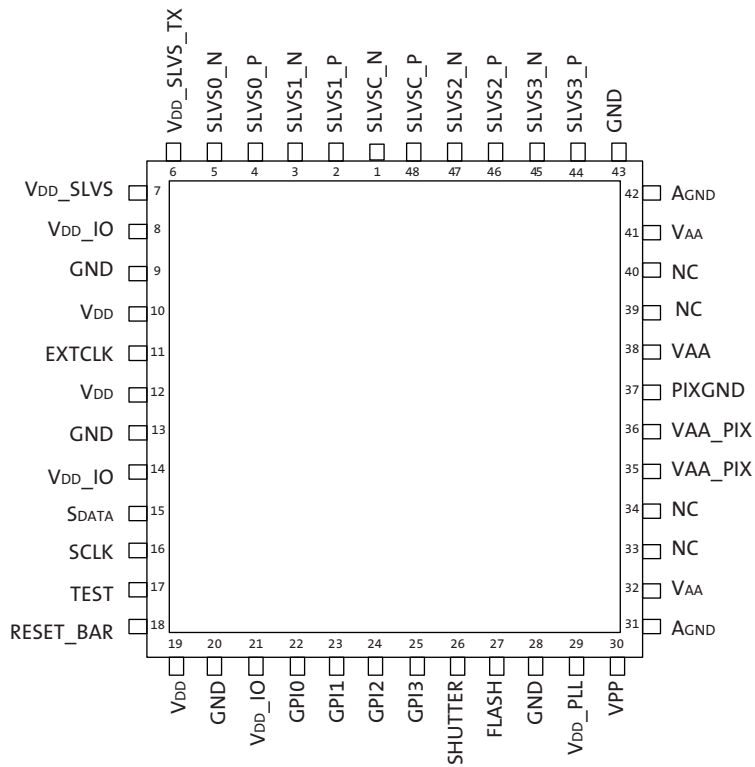 VDD_SLVS_TX
SLVS0_N
SLVS0_P
SLVS1_N
SLVS1_P
SLVSC_N
SLVSC_P
SLVS2_N
SLVS2_P
SLVS3_N
SLVS3_P
GND
6 5 4 3 2 1 48 47 46 45 44 43
VDD_SLVS 7
VDD_IO 8
GND 9
VDD 10
EXTCLK 11
VDD 12
GND 13
VDD_IO 14
SDATA 15
SCLK 16
TEST 17
RESET_BAR 18
42 AGND
41 VAA
40 NC
39 NC
38 VAA
37 PIXGND
36 VAA_PIX
35 VAA_PIX
34 NC
33 NC
32 VAA
31 AGND
19 20 21 22 23 24 25 26 27 28 29 30
VDD
GND
VDD_IO
GPI0
GPI1
GPI2
GPI3
SHUTTER
FLASH
GND
VDD_PLL
VPP